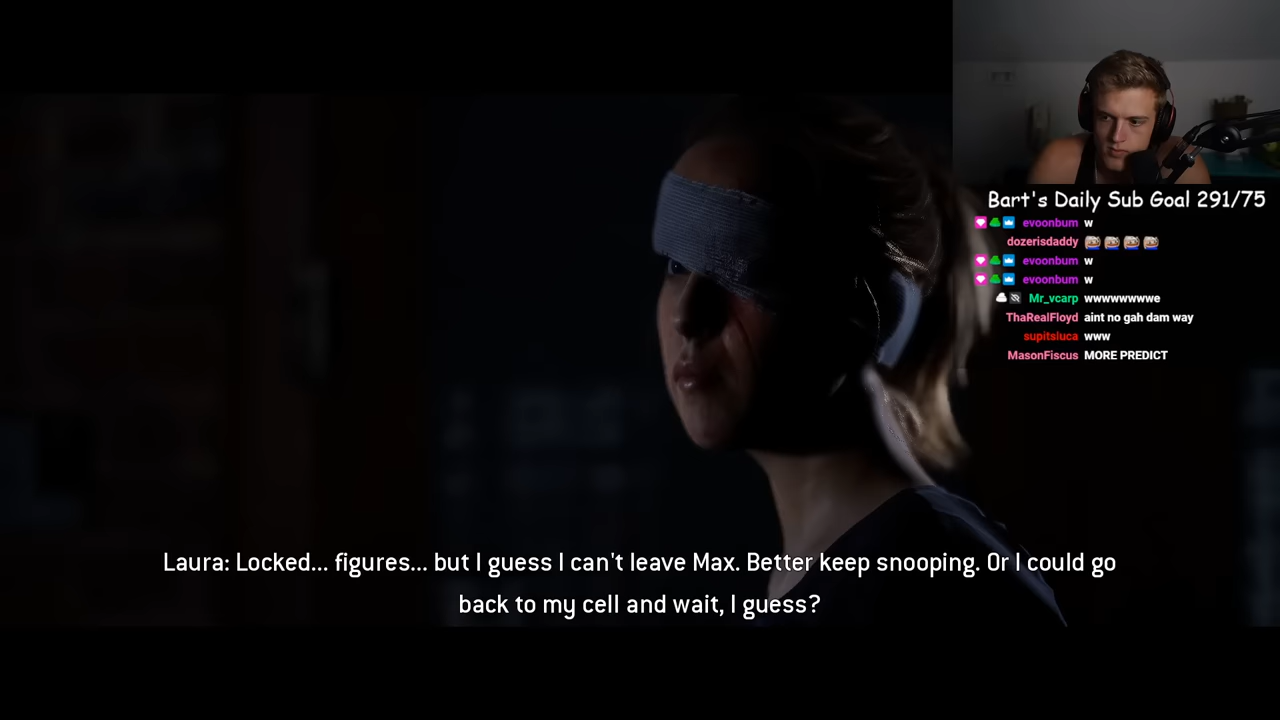 Bart's Daily Sub Goal 291/75
evoonbum w
dozerisdaddy
evoonbum w
evoonbum w
Mr_vcarp wwwwwwwwe
ThaRealFloyd aint no gah dam way
supitsluca www
MasonFiscus MORE PREDICT
Laura: Locked... figures... but I guess I can't leave Max. Better keep snooping. Or I could go
back to my cell and wait, I guess?